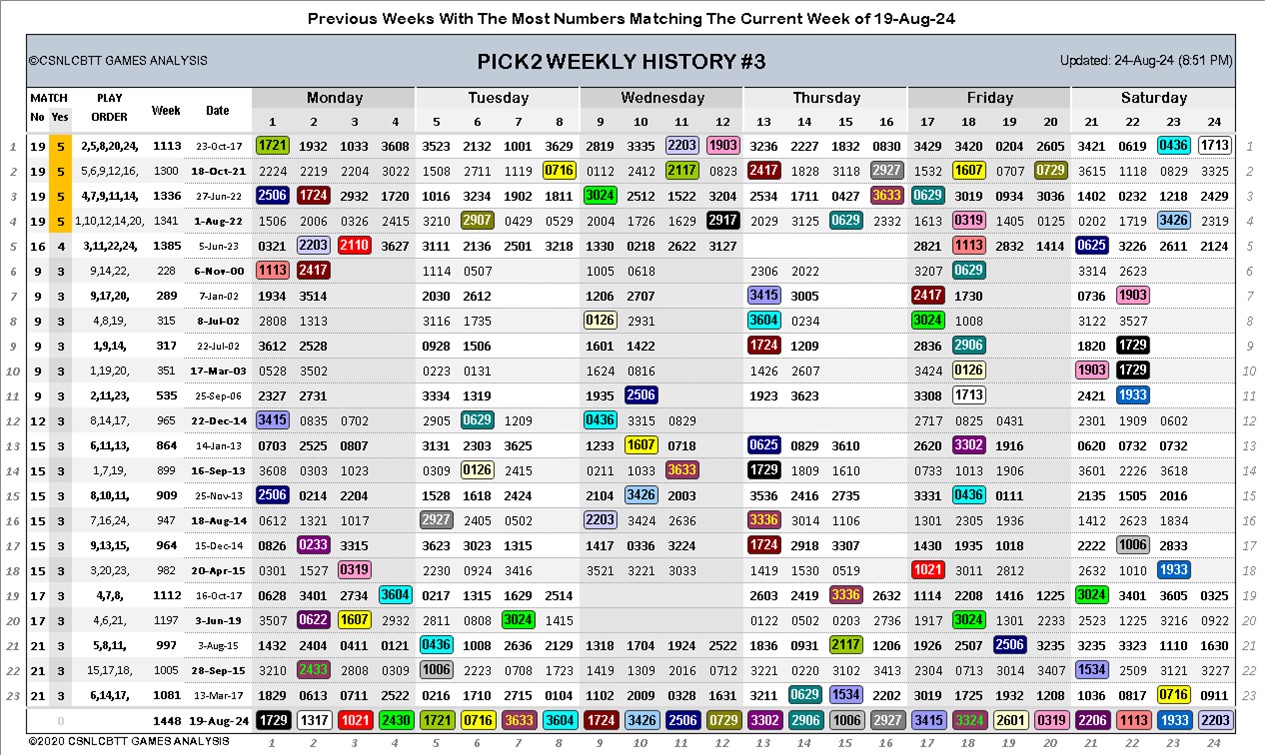 Previous Weeks With The Most Numbers Matching The Current Week of 19-Aug-24
©CSNLCBTT GAMES ANALYSIS PICK2 WEEKLY HISTORY #3 Updated: 24-Aug-24 (8:51 PM)
MATCH PLAY Week Date Monday Tuesday Wednesday Thursday Friday Saturday
No Yes ORDER 1 2 3 4 5 6 7 8 9 10 11 12 13 14 15 16 17 18 19 20 21 22 23 24
1 19 5 2,5,8,20,24, 1113 23-Oct-17 1721 1932 1033 3608 3523 2132 1001 3629 2819 3335 2203 1903 3236 2227 1832 0830 3429 3420 0204 2605 3421 0619 0436 1713 1
2 19 5 5,6,9,12,16, 1300 18-Oct-21 2224 2219 2204 3022 1508 2711 1119 0716 0112 2412 2117 0823 2417 1828 3118 2927 1532 1607 0707 0729 3615 1118 0829 3325 2
3 19 5 4,7,9,11,14, 1336 27-Jun-22 2506 1724 2932 1720 1016 3234 1902 1811 3024 2512 1522 3204 2534 1711 0427 3633 0629 3019 0934 3036 1402 0232 1218 2429 3
4 19 5 1,10,12,14,20, 1341 1-Aug-22 1506 2006 0326 2415 3210 2907 0429 0529 2004 1726 1629 2917 2029 3125 0629 2332 1613 0319 1405 0125 0202 1719 3426 2319 4
5 16 4 3,11,22,24, 1385 5-Jun-23 0321 2203 2110 3627 3111 2136 2501 3218 1330 0218 2622 3127 2821 1113 2832 1414 0625 3226 2611 2124 5
6 9 3 9,14,22, 228 6-Nov-00 1113 2417 1114 0507 1005 0618 2306 2022 3207 0629 3314 2623 6
7 9 3 9,17,20, 289 7-Jan-02 1934 3514 2030 2612 1206 2707 3415 3005 2417 1730 0736 1903 7
8 9 3 4,8,19, 315 8-Jul-02 2808 1313 3116 1735 0126 2931 3604 0234 3024 1008 3122 3527 8
9 9 3 1,9,14, 317 22-Jul-02 3612 2528 0928 1506 1601 1422 1724 1209 2836 2906 1820 1729 9
10 9 3 1,19,20, 351 17-Mar-03 0528 3502 0223 0131 1624 0816 1426 2607 3424 0126 1903 1729 10
11 9 3 2,11,23, 535 25-Sep-06 2327 2731 3334 1319 1935 2506 1923 3623 3308 1713 2421 1933 11
12 12 3 8,14,17, 965 22-Dec-14 3415 0835 0702 2905 0629 1209 0436 3315 0829 2717 0825 0431 2301 1909 0602 12
13 15 3 6,11,13, 864 14-Jan-13 0703 2525 0807 3131 2303 3625 1233 1607 0718 0625 0829 3610 2620 3302 1916 0620 0732 0732 13
14 15 3 1,7,19, 899 16-Sep-13 3608 0303 1023 0309 0126 2415 0211 1033 3633 1729 1809 1610 0733 1013 1906 3601 2226 3618 14
15 15 3 8,10,11, 909 25-Nov-13 2506 0214 2204 1528 1618 2424 2104 3426 2003 3536 2416 2735 3331 0436 0111 2135 1505 2016 15
16 15 3 7,16,24, 947 18-Aug-14 0612 1321 1017 2927 2405 0502 2203 3424 2636 3336 3014 1106 1301 2305 1936 1412 2623 1834 16
17 15 3 9,13,15, 964 15-Dec-14 0826 0233 3315 3623 3023 1315 1417 0336 3224 1724 2918 3307 1430 1935 1018 2222 1006 2833 17
18 15 3 3,20,23, 982 20-Apr-15 0301 1527 0319 2230 0924 3416 3521 3221 3033 1419 1530 0519 1021 3011 2812 2632 1010 1933 18
19 17 3 4,7,8, 1112 16-Oct-17 0628 3401 2734 3604 0217 1315 1629 2514 2603 2419 3336 2632 1114 2208 1416 1225 3024 3401 3605 0325 19
20 17 3 4,6,21, 1197 3-Jun-19 3507 0622 1607 2932 2811 0808 3024 1415 0122 0502 0203 2736 1917 3024 1301 2233 2523 1225 3216 0922 20
21 21 3 5,8,11, 997 3-Aug-15 1432 2404 0411 0121 0436 1008 2636 2129 1318 1704 1924 2522 1836 0931 2117 1206 1926 2507 2506 3235 3235 3323 1110 1630 21
22 21 3 15,17,18, 1005 28-Sep-15 3210 2433 2808 0309 1006 2223 0708 1723 1419 1309 2016 0712 3221 0220 3102 3413 2304 0713 3014 3407 1534 2509 3121 3227 22
23 21 3 6,14,17, 1081 13-Mar-17 1829 0613 0711 2522 0216 1710 2715 0104 1102 2009 0328 1631 3211 0629 1534 2202 3019 1725 1932 1208 1036 0817 0716 0911 23
0 1448 19-Aug-24 1729 1317 1021 2430 1721 0716 3633 3604 1724 3426 2506 0729 3302 2906 1006 2927 3415 3324 2601 0319 2206 1113 1933 2203
©2020 CSNLCBTT GAMES ANALYSIS 1 2 3 4 5 6 7 8 9 10 11 12 13 14 15 16 17 18 19 20 21 22 23 24